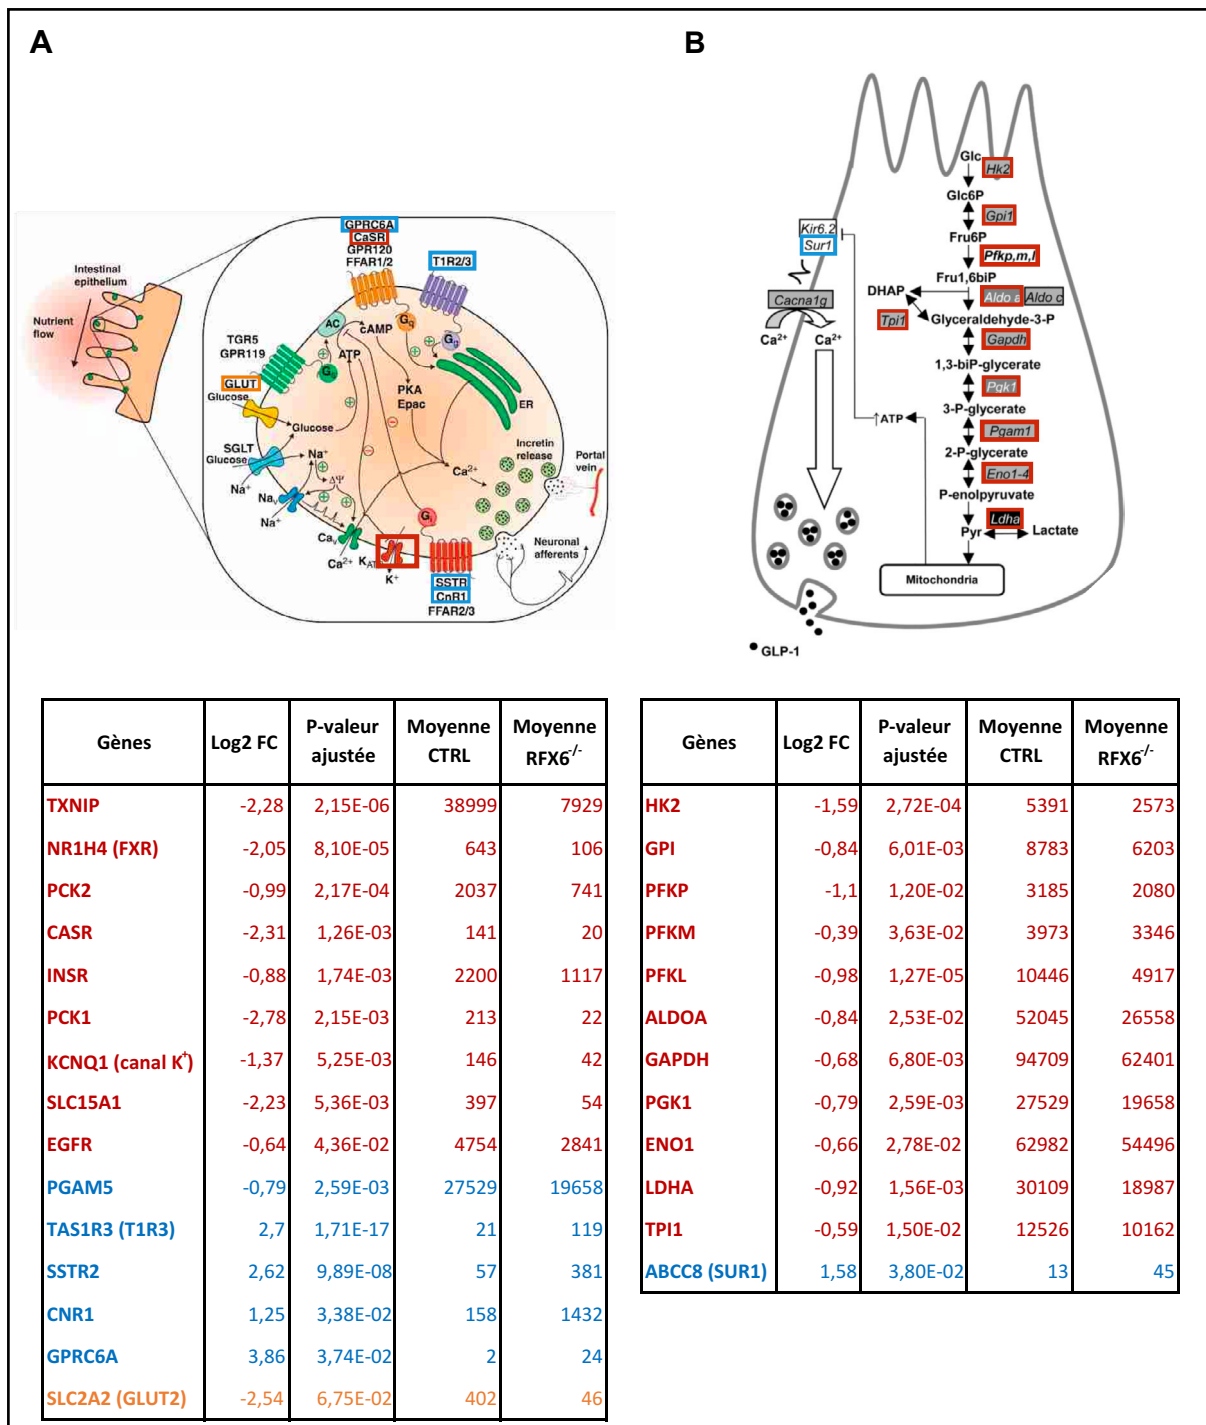 A
B
GPRC6A
CaSR
GPR120
FFAR1/2
T1R2/3
Intestinal
epithelium
Nutrient
flow
TGR5
GPR119
GLUT
Glucose
Glucose
SGLT
Glucose
Na⁺
Na⁺
Naᵥ
Na⁺
ΔΨ
AC
cAMP
ATP
Gq
Gq
PKA
Epac
ER
Incretin
release
Portal
vein
Ca²⁺
Caᵥ
Ca²⁺
K⁺
Gi
SSTR
CnR1
FFAR2/3
Neuronal
afferents
Glc
Hk2
Glc6P
Gpi1
Kir6.2
Sur1
Fru6P
Pfkp,m,l
Fru1,6biP
DHAP
Aldo a
Aldo c
Cacna1g
Tpi1
Glyceraldehyde-3-P
Ca²⁺
Ca²⁺
Gapdh
1,3-biP-glycerate
Pgk1
3-P-glycerate
↑ATP
Pgam1
2-P-glycerate
Eno1-4
P-enolpyruvate
Ldha
Pyr
Lactate
Mitochondria
GLP-1
Gènes Log2 FC P-valeur ajustée Moyenne CTRL Moyenne RFX6⁻/⁻
TXNIP -2,28 2,15E-06 38999 7929
NR1H4 (FXR) -2,05 8,10E-05 643 106
PCK2 -0,99 2,17E-04 2037 741
CASR -2,31 1,26E-03 141 20
INSR -0,88 1,74E-03 2200 1117
PCK1 -2,78 2,15E-03 213 22
KCNQ1 (canal K⁺) -1,37 5,25E-03 146 42
SLC15A1 -2,23 5,36E-03 397 54
EGFR -0,64 4,36E-02 4754 2841
PGAM5 -0,79 2,59E-03 27529 19658
TAS1R3 (T1R3) 2,7 1,71E-17 21 119
SSTR2 2,62 9,89E-08 57 381
CNR1 1,25 3,38E-02 158 1432
GPRC6A 3,86 3,74E-02 2 24
SLC2A2 (GLUT2) -2,54 6,75E-02 402 46
Gènes Log2 FC P-valeur ajustée Moyenne CTRL Moyenne RFX6⁻/⁻
HK2 -1,59 2,72E-04 5391 2573
GPI -0,84 6,01E-03 8783 6203
PFKP -1,1 1,20E-02 3185 2080
PFKM -0,39 3,63E-02 3973 3346
PFKL -0,98 1,27E-05 10446 4917
ALDOA -0,84 2,53E-02 52045 26558
GAPDH -0,68 6,80E-03 94709 62401
PGK1 -0,79 2,59E-03 27529 19658
ENO1 -0,66 2,78E-02 62982 54496
LDHA -0,92 1,56E-03 30109 18987
TPI1 -0,59 1,50E-02 12526 10162
ABCC8 (SUR1) 1,58 3,80E-02 13 45